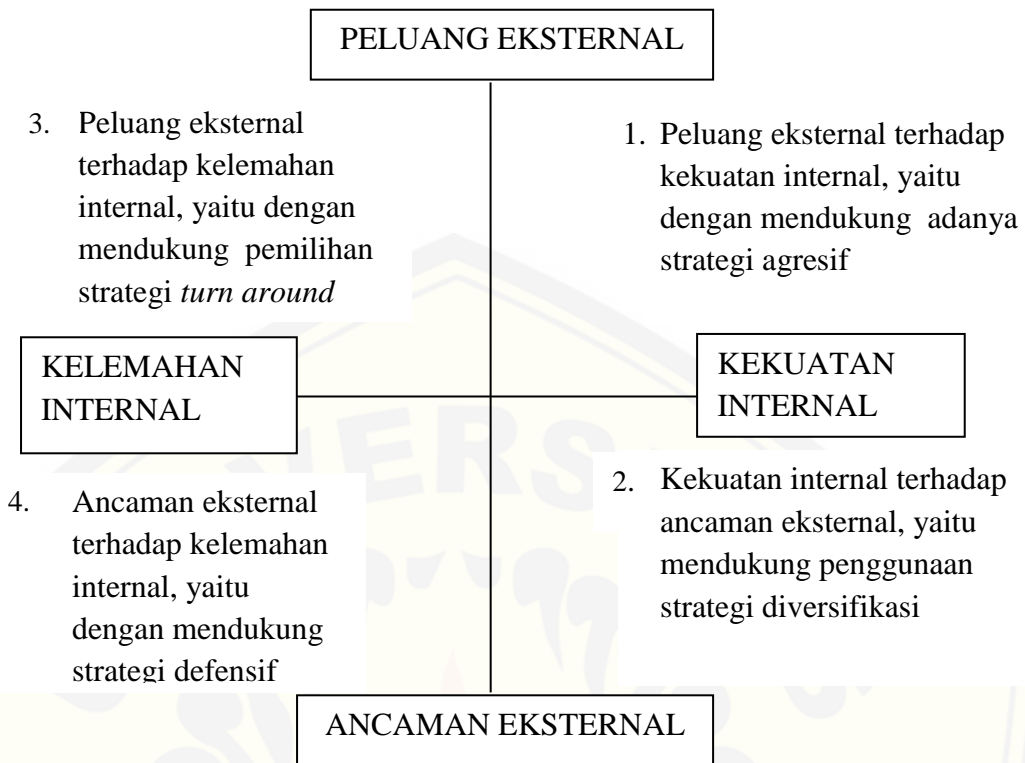 PELUANG EKSTERNAL
3. Peluang eksternal
terhadap kelemahan
internal, yaitu dengan
mendukung pemilihan
strategi turn around
1. Peluang eksternal terhadap
kekuatan internal, yaitu
dengan mendukung adanya
strategi agresif
KELEMAHAN
INTERNAL
KEKUATAN
INTERNAL
4. Ancaman eksternal
terhadap kelemahan
internal, yaitu
dengan mendukung
strategi defensif
2. Kekuatan internal terhadap
ancaman eksternal, yaitu
mendukung penggunaan
strategi diversifikasi
ANCAMAN EKSTERNAL